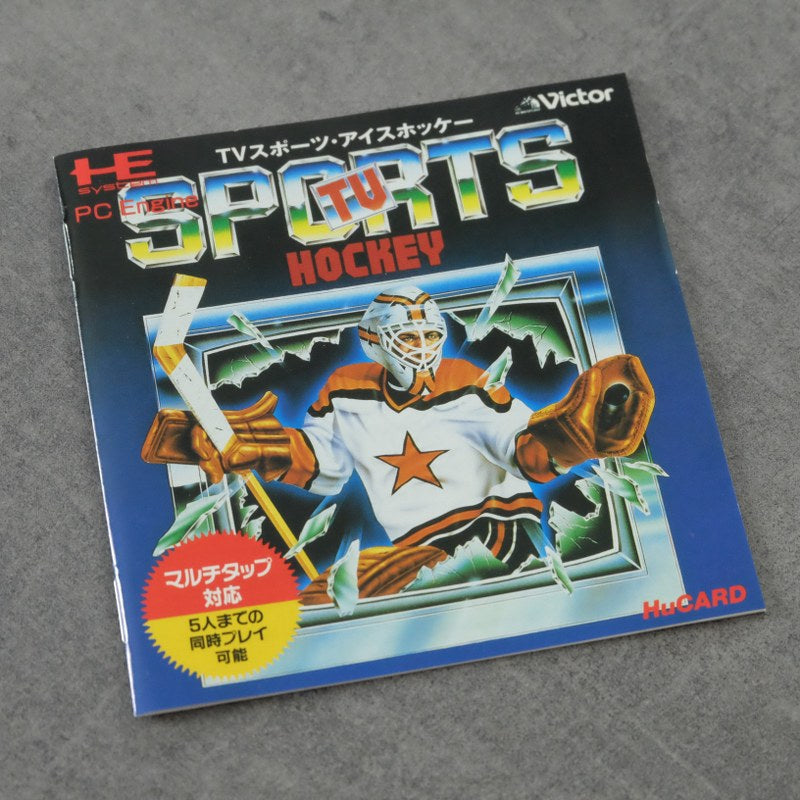 Victor
TVスポーツ・アイスホッケー
HE
system
PC Engine
SPORTS
TV
HOCKEY
マルチタップ
対応
5人までの
同時プレイ
可能
HuCARD